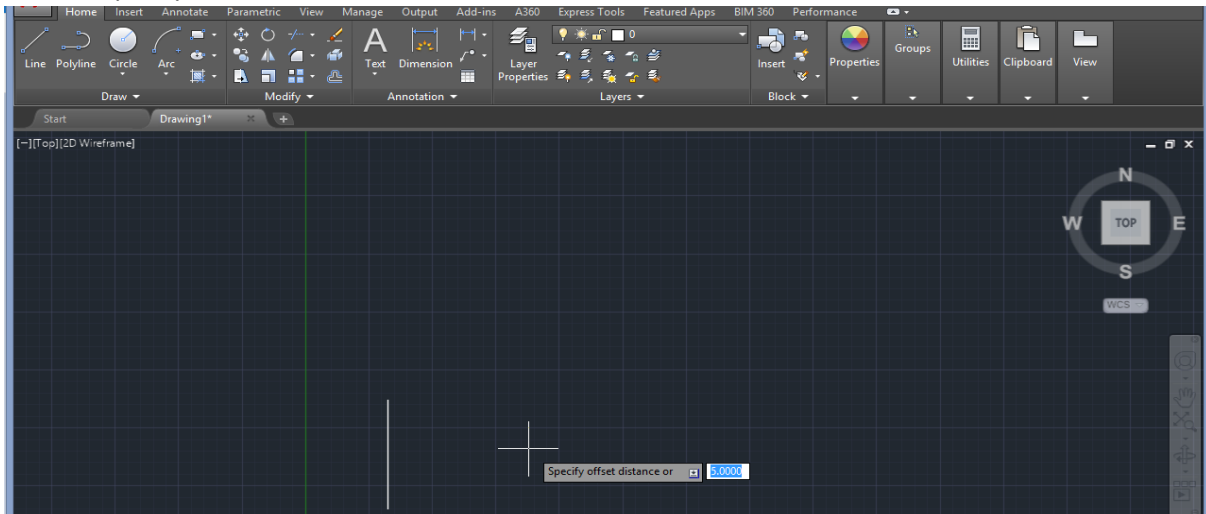 Home Insert Annotate Parametric View Manage Output Add-ins A360 Express Tools Featured Apps BIM 360 Performance
0
Line Polyline Circle Arc Text Dimension Layer Properties Insert Properties Groups Utilities Clipboard View
Draw Modify Annotation Layers Block
Start Drawing1* +
[−][Top][2D Wireframe]
N
W TOP E
S
WCS
Specify offset distance or 5.0000